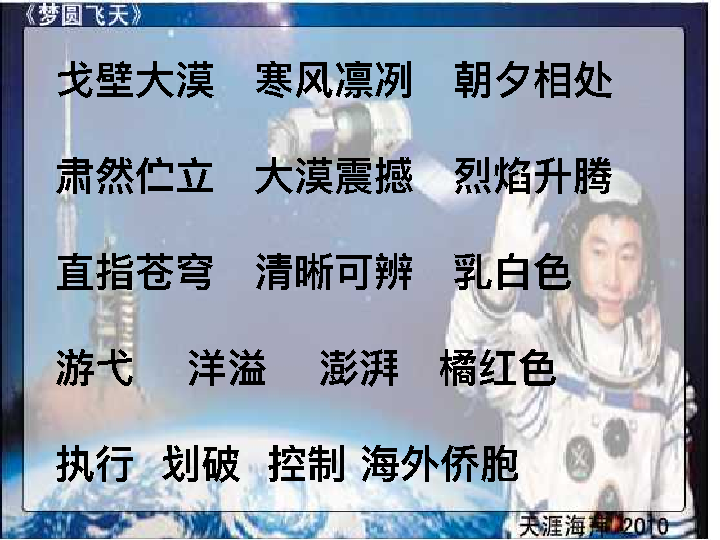 《梦圆飞天》
戈壁大漠 寒风凛冽 朝夕相处
肃然伫立 大漠震撼 烈焰升腾
直指苍穹 清晰可辨 乳白色
游弋 洋溢 澎湃 橘红色
执行 划破 控制 海外侨胞
天涯海 2010